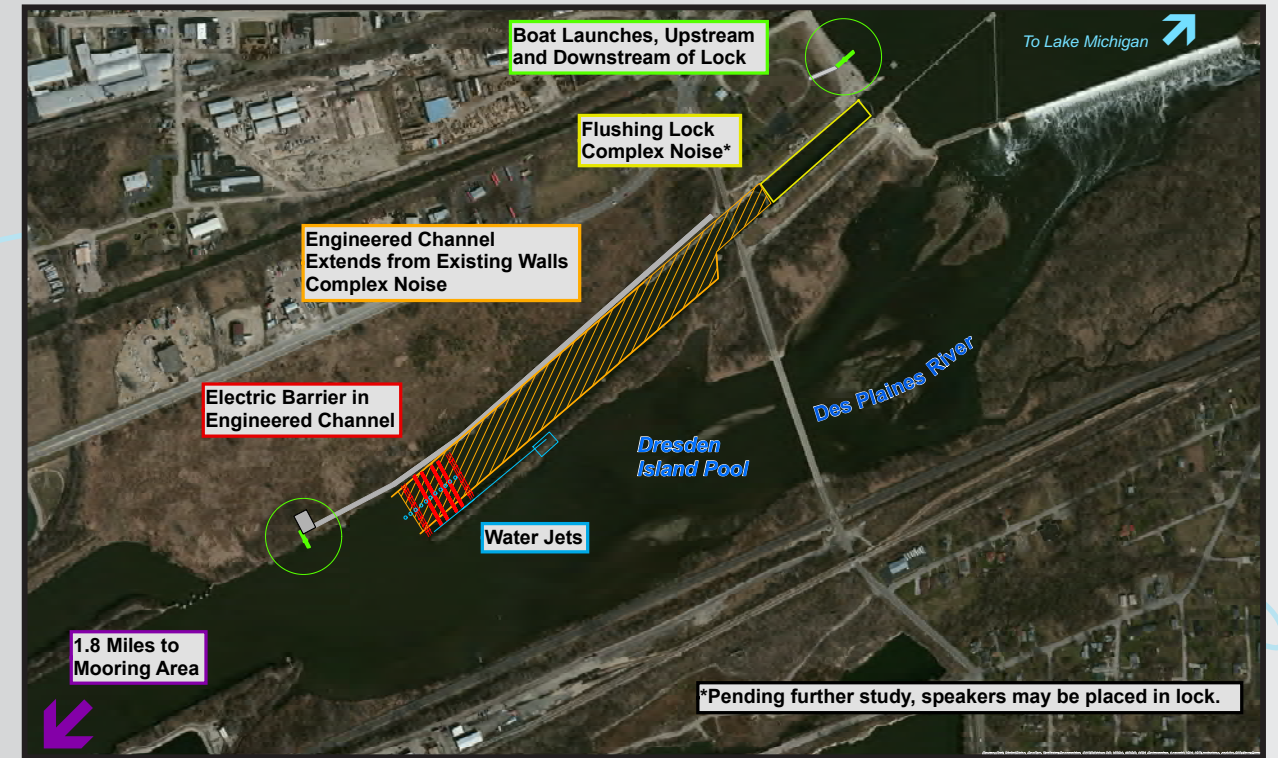 Boat Launches, Upstream
and Downstream of Lock
To Lake Michigan
Flushing Lock
Complex Noise*
Engineered Channel
Extends from Existing Walls
Complex Noise
Electric Barrier in
Engineered Channel
Des Plaines River
Dresden
Island Pool
Water Jets
1.8 Miles to
Mooring Area
*Pending further study, speakers may be placed in lock.